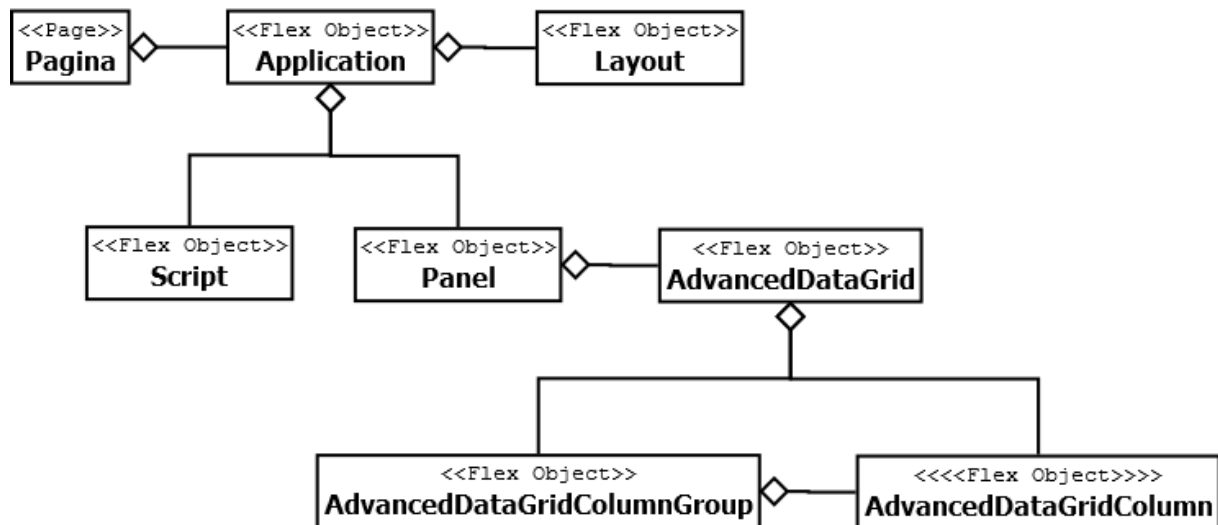 <<Page>>
Pagina
<<Flex Object>>
Application
<<Flex Object>>
Layout
<<Flex Object>>
Script
<<Flex Object>>
Panel
<<Flex Object>>
AdvancedDataGrid
<<Flex Object>>
AdvancedDataGridColumnGroup
<<<<Flex Object>>>>
AdvancedDataGridColumn